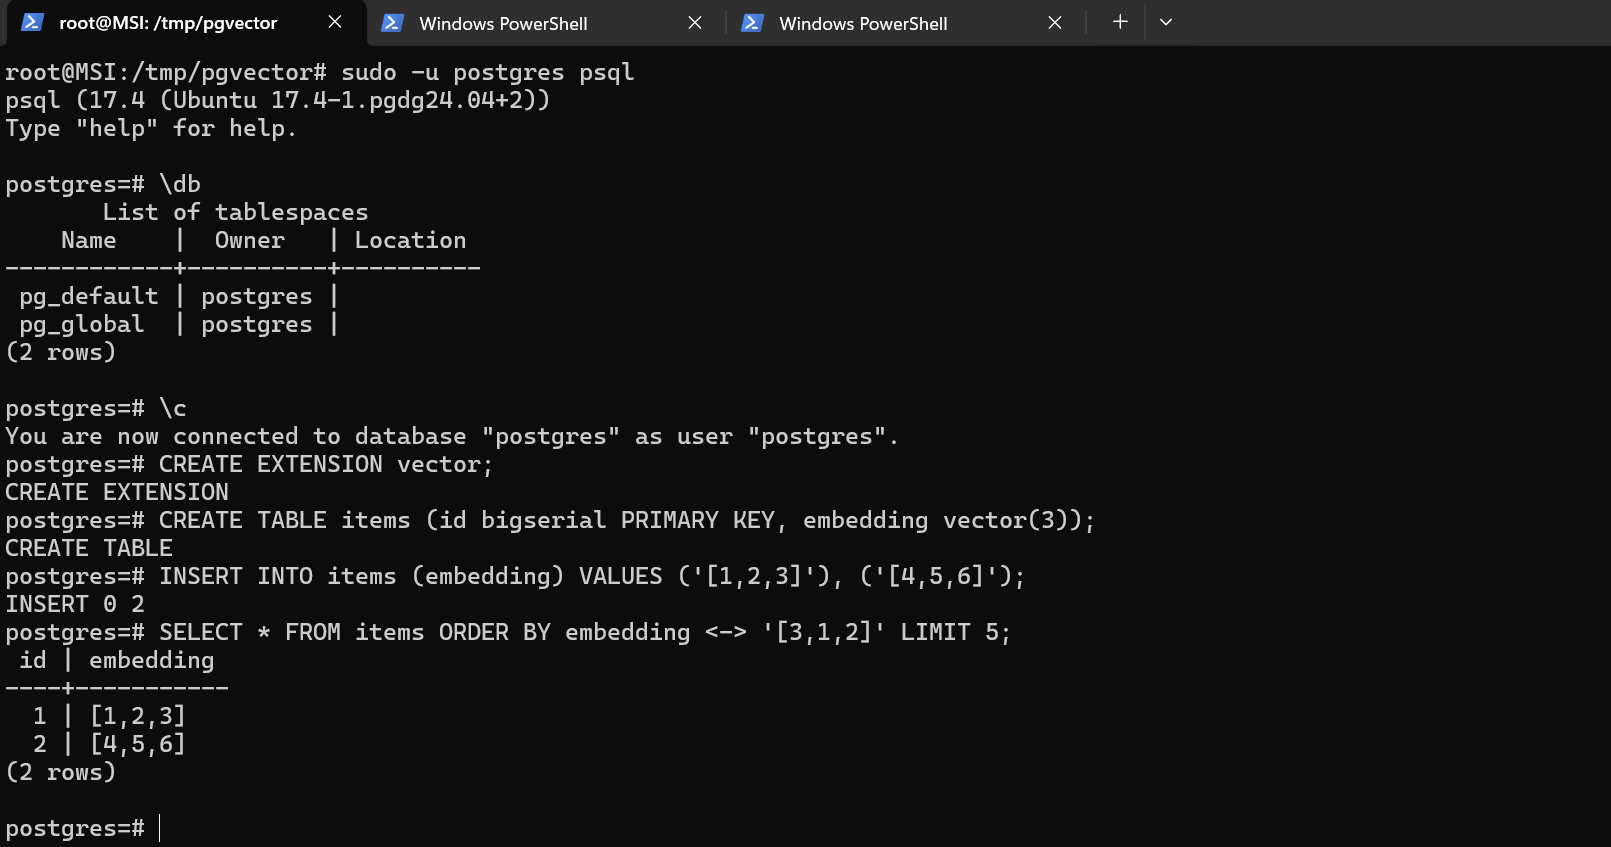 root@MSI: /tmp/pgvector
Windows PowerShell
Windows PowerShell
root@MSI:/tmp/pgvector# sudo -u postgres psql
psql (17.4 (Ubuntu 17.4-1.pgdg24.04+2))
Type "help" for help.
postgres=# \db
List of tablespaces
Name | Owner | Location
------------+----------+----------
pg_default | postgres |
pg_global | postgres |
(2 rows)
postgres=# \c
You are now connected to database "postgres" as user "postgres".
postgres=# CREATE EXTENSION vector;
CREATE EXTENSION
postgres=# CREATE TABLE items (id bigserial PRIMARY KEY, embedding vector(3));
CREATE TABLE
postgres=# INSERT INTO items (embedding) VALUES ('[1,2,3]'), ('[4,5,6]');
INSERT 0 2
postgres=# SELECT * FROM items ORDER BY embedding <-> '[3,1,2]' LIMIT 5;
id | embedding
----+-----------
1 | [1,2,3]
2 | [4,5,6]
(2 rows)
postgres=#